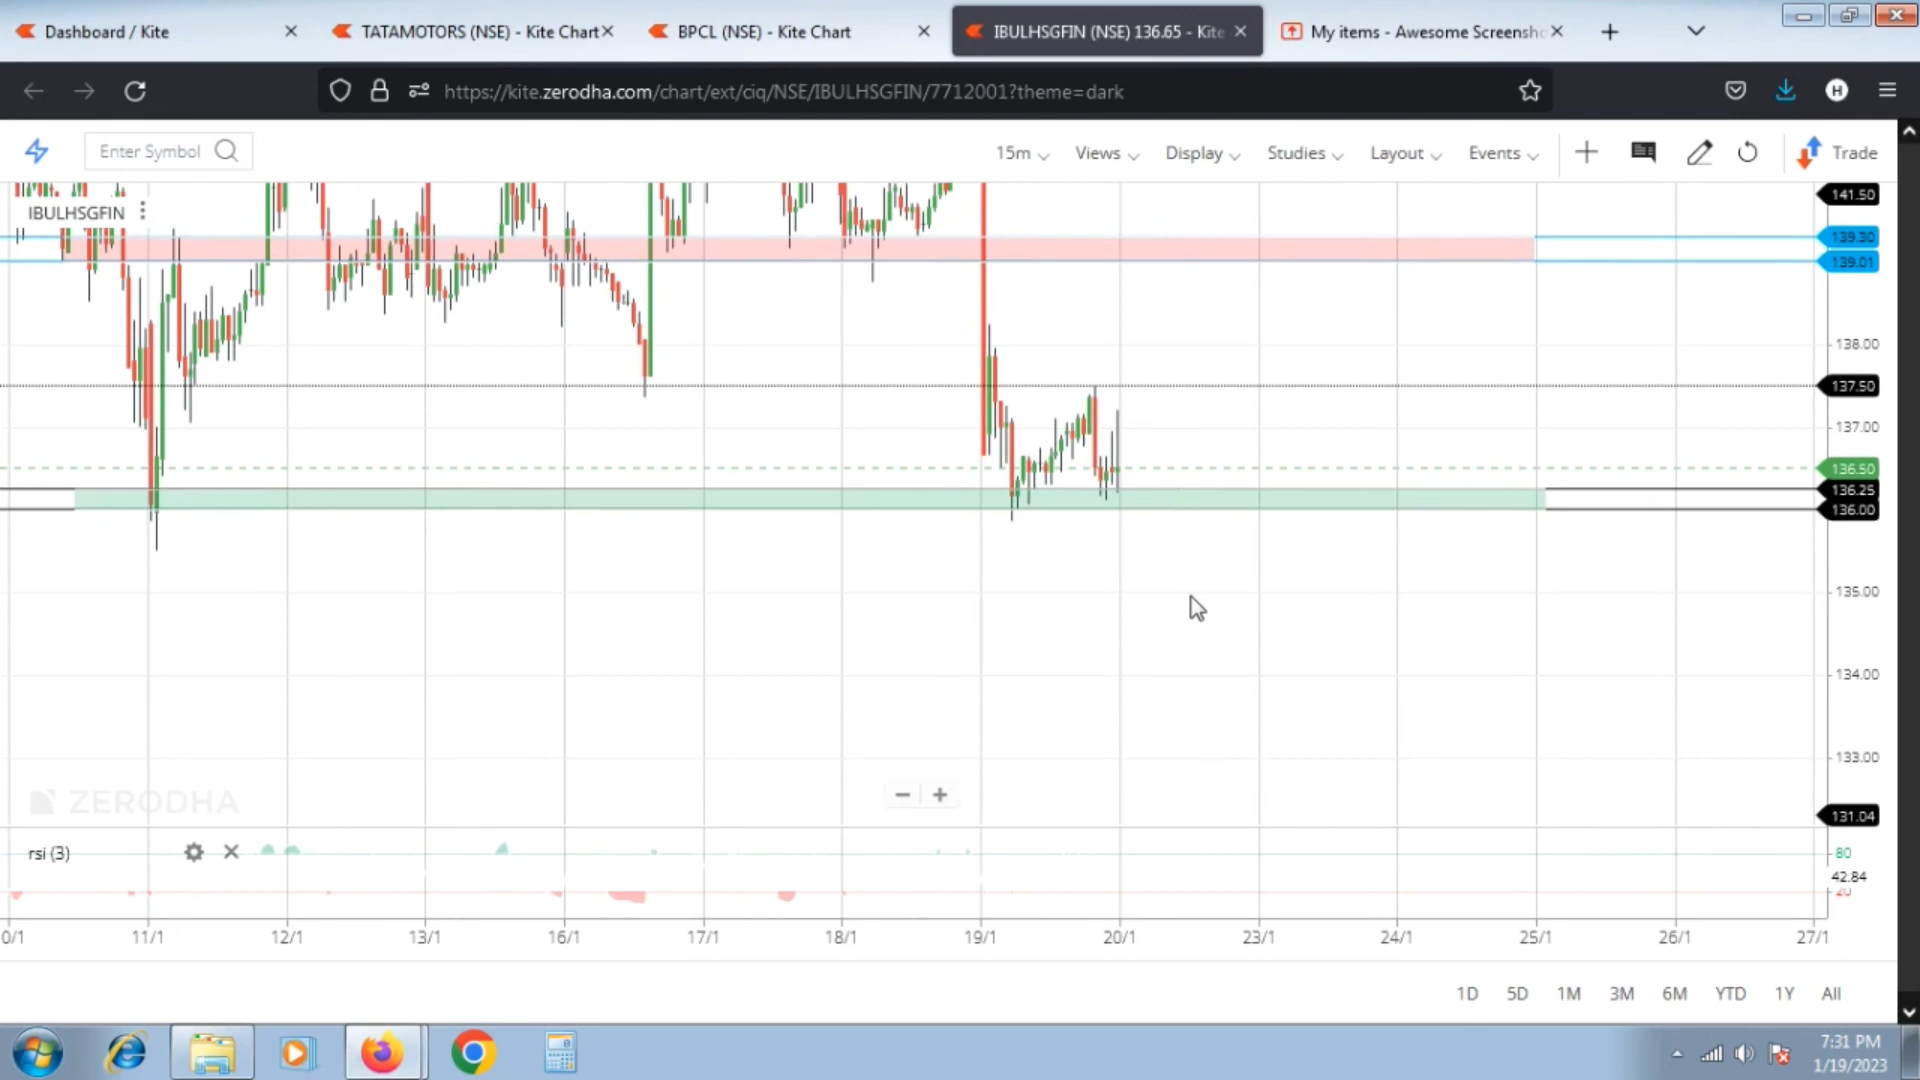 Dashboard / Kite
TATAMOTORS (NSE) - Kite Chart
BPCL (NSE) - Kite Chart
IBULHSGFIN (NSE) 136.65 - Kite
My items - Awesome Screensho
https://kite.zerodha.com/chart/ext/ciq/NSE/IBULHSGFIN/7712001?theme=dark
H
Enter Symbol
15m
Views
Display
Studies
Layout
Events
Trade
IBULHSGFIN
141.50
139.30
139.01
138.00
137.50
137.00
136.50
136.25
136.00
135.00
134.00
133.00
131.04
ZERODHA
rsi (3)
80
42.84
20
0/1 11/1 12/1 13/1 16/1 17/1 18/1 19/1 20/1 23/1 24/1 25/1 26/1 27/1
1D 5D 1M 3M 6M YTD 1Y All
7:31 PM
1/19/2023